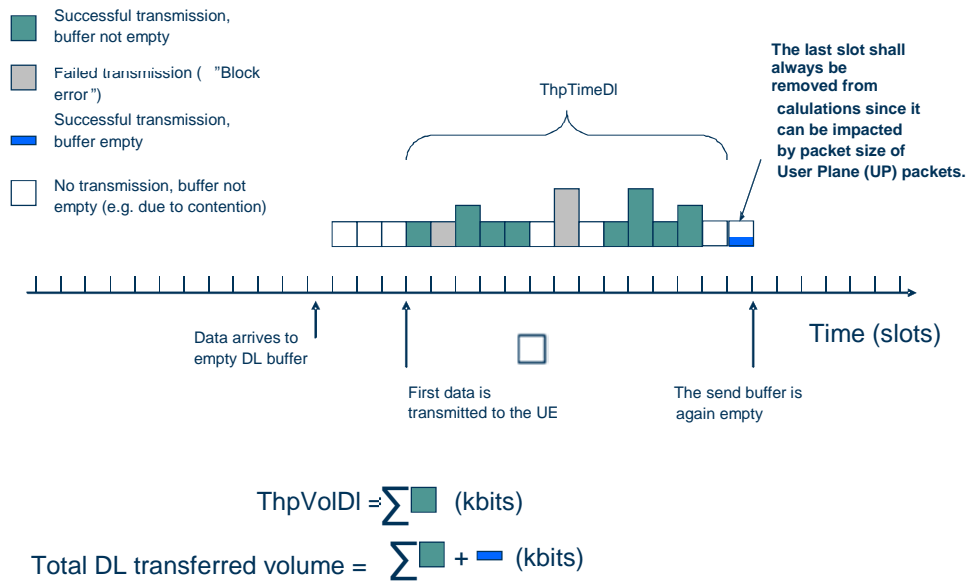 Successful transmission,
buffer not empty
Failed transmission ( "Block
error")
Successful transmission,
buffer empty
No transmission, buffer not
empty (e.g. due to contention)
ThpTimeDl
The last slot shall
always be
removed from
calulations since it
can be impacted
by packet size of
User Plane (UP) packets.
Data arrives to
empty DL buffer
First data is
transmitted to the UE
The send buffer is
again empty
Time (slots)
ThpVolDl = ∑ (kbits)
Total DL transferred volume = ∑ + (kbits)